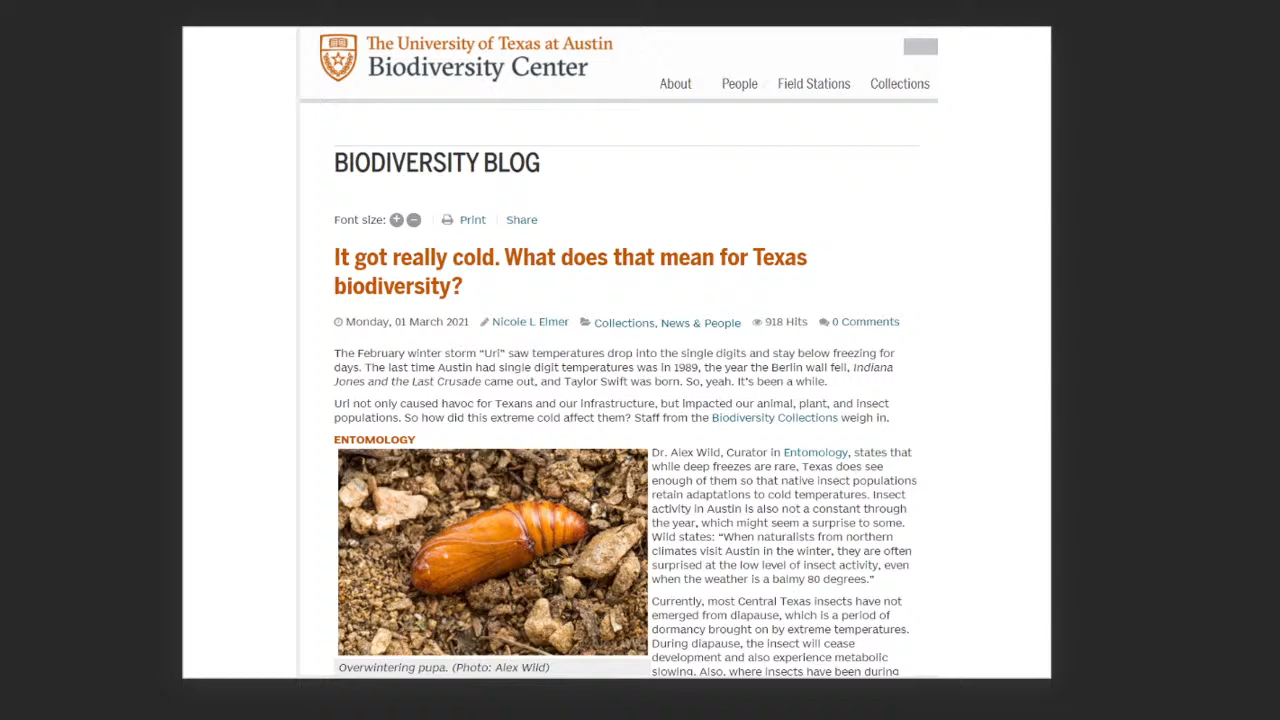 The University of Texas at Austin
Biodiversity Center
About People Field Stations Collections
BIODIVERSITY BLOG
Font size: Print Share
It got really cold. What does that mean for Texas
biodiversity?
Monday, 01 March 2021 Nicole L Elmer Collections, News & People 918 Hits 0 Comments
The February winter storm “Uri” saw temperatures drop into the single digits and stay below freezing for
days. The last time Austin had single digit temperatures was in 1989, the year the Berlin wall fell, Indiana
Jones and the Last Crusade came out, and Taylor Swift was born. So, yeah. It’s been a while.
Uri not only caused havoc for Texans and our infrastructure, but impacted our animal, plant, and insect
populations. So how did this extreme cold affect them? Staff from the Biodiversity Collections weigh in.
ENTOMOLOGY
Dr. Alex Wild, Curator in Entomology, states that
while deep freezes are rare, Texas does see
enough of them so that native insect populations
retain adaptations to cold temperatures. Insect
activity in Austin is also not a constant through
the year, which might seem a surprise to some.
Wild states: “When naturalists from northern
climates visit Austin in the winter, they are often
surprised at the low level of insect activity, even
when the weather is a balmy 80 degrees.”
Currently, most Central Texas insects have not
emerged from diapause, which is a period of
dormancy brought on by extreme temperatures.
During diapause, the insect will cease
development and also experience metabolic
slowing. Also, where insects have been during
Overwintering pupa. (Photo: Alex Wild)